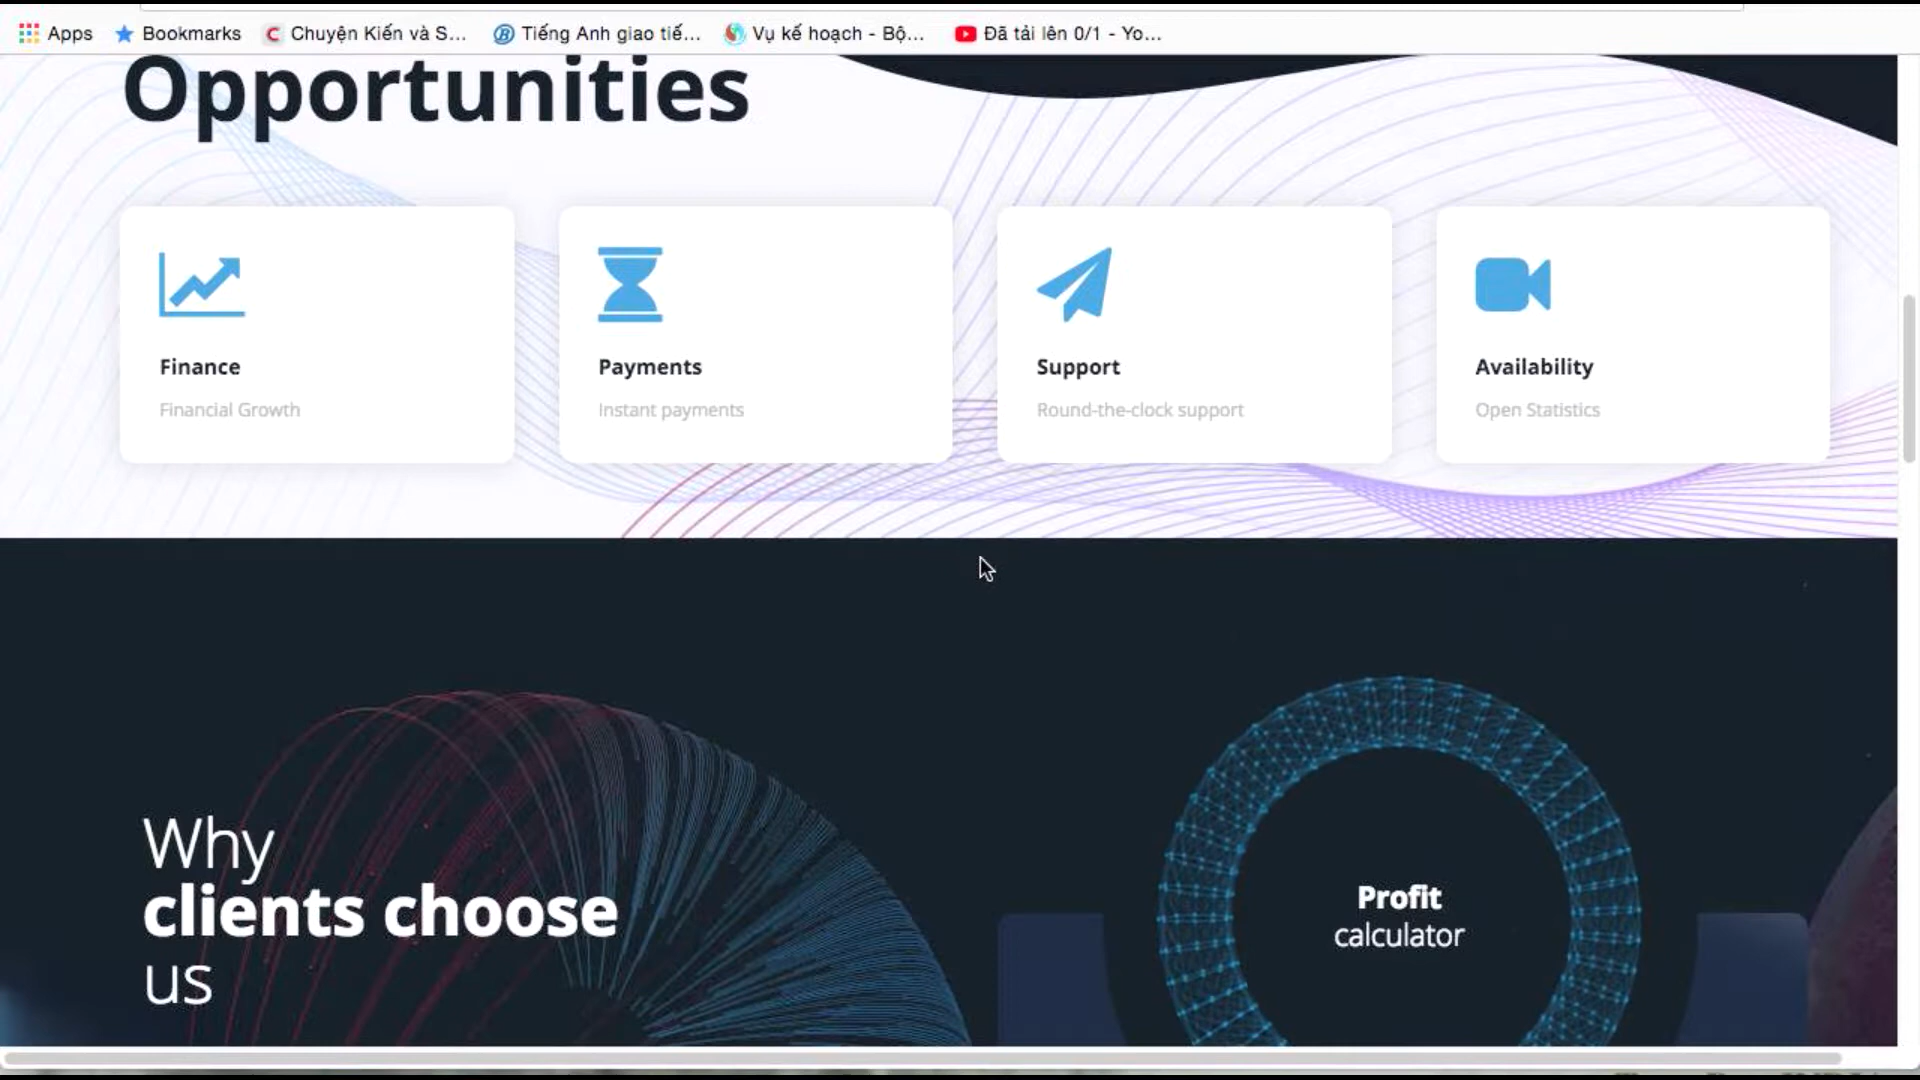 Apps
Bookmarks
Chuyện Kiến và S...
Tiếng Anh giao tiế...
Vụ kế hoạch - Bộ...
Đã tải lên 0/1 - Yo...
Opportunities
Finance
Financial Growth
Payments
Instant payments
Support
Round-the-clock support
Availability
Open Statistics
Why
clients choose
us
Profit
calculator